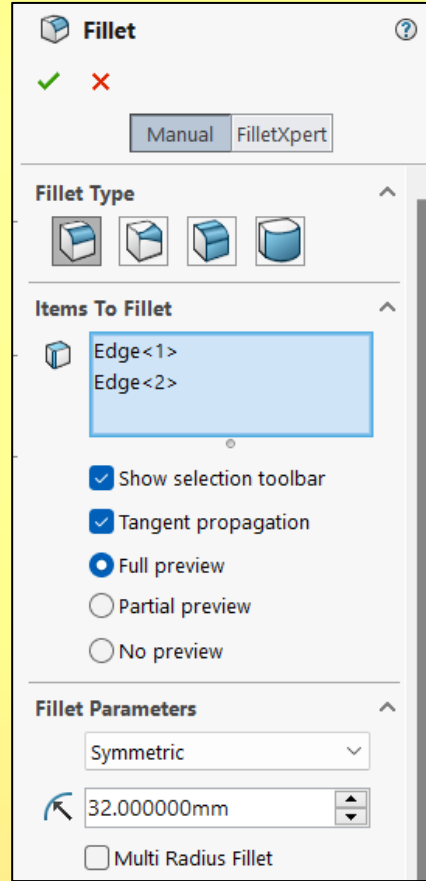 Fillet
Manual FilletXpert
Fillet Type
Items To Fillet
Edge<1>
Edge<2>
Show selection toolbar
Tangent propagation
Full preview
Partial preview
No preview
Fillet Parameters
Symmetric
32.000000mm
Multi Radius Fillet